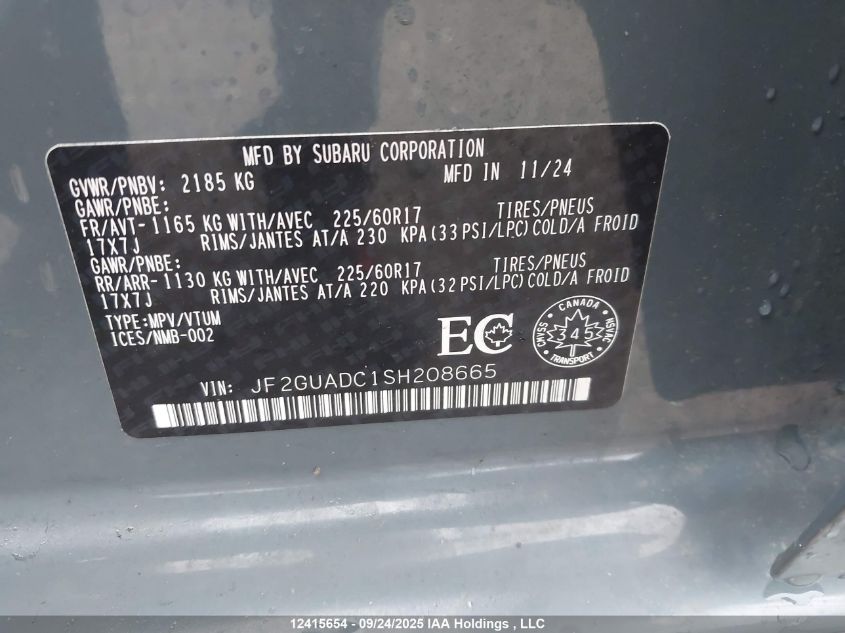 MFD BY SUBARU CORPORATION
GVWR/PNBV: 2185 KG MFD IN 11/24
GAWR/PNBE:
FR/AVT-1165 KG WITH/AVEC 225/60R17 TIRES/PNEUS
17X7J RIMS/JANTES AT/A 230 KPA(33 PSI/LPC)COLD/A FROID
GAWR/PNBE:
RR/ARR-1130 KG WITH/AVEC 225/60R17 TIRES/PNEUS
17X7J RIMS/JANTES AT/A 220 KPA(32 PSI/LPC)COLD/A FROID
TYPE:MPV/VTUM
ICES/NMB-002
EC
CANADA
CMVSS 345 NSVAC
TRANSPORT
VIN: JF2GUADC1SH208665
12415654 - 09/24/2025 IAA Holdings , LLC